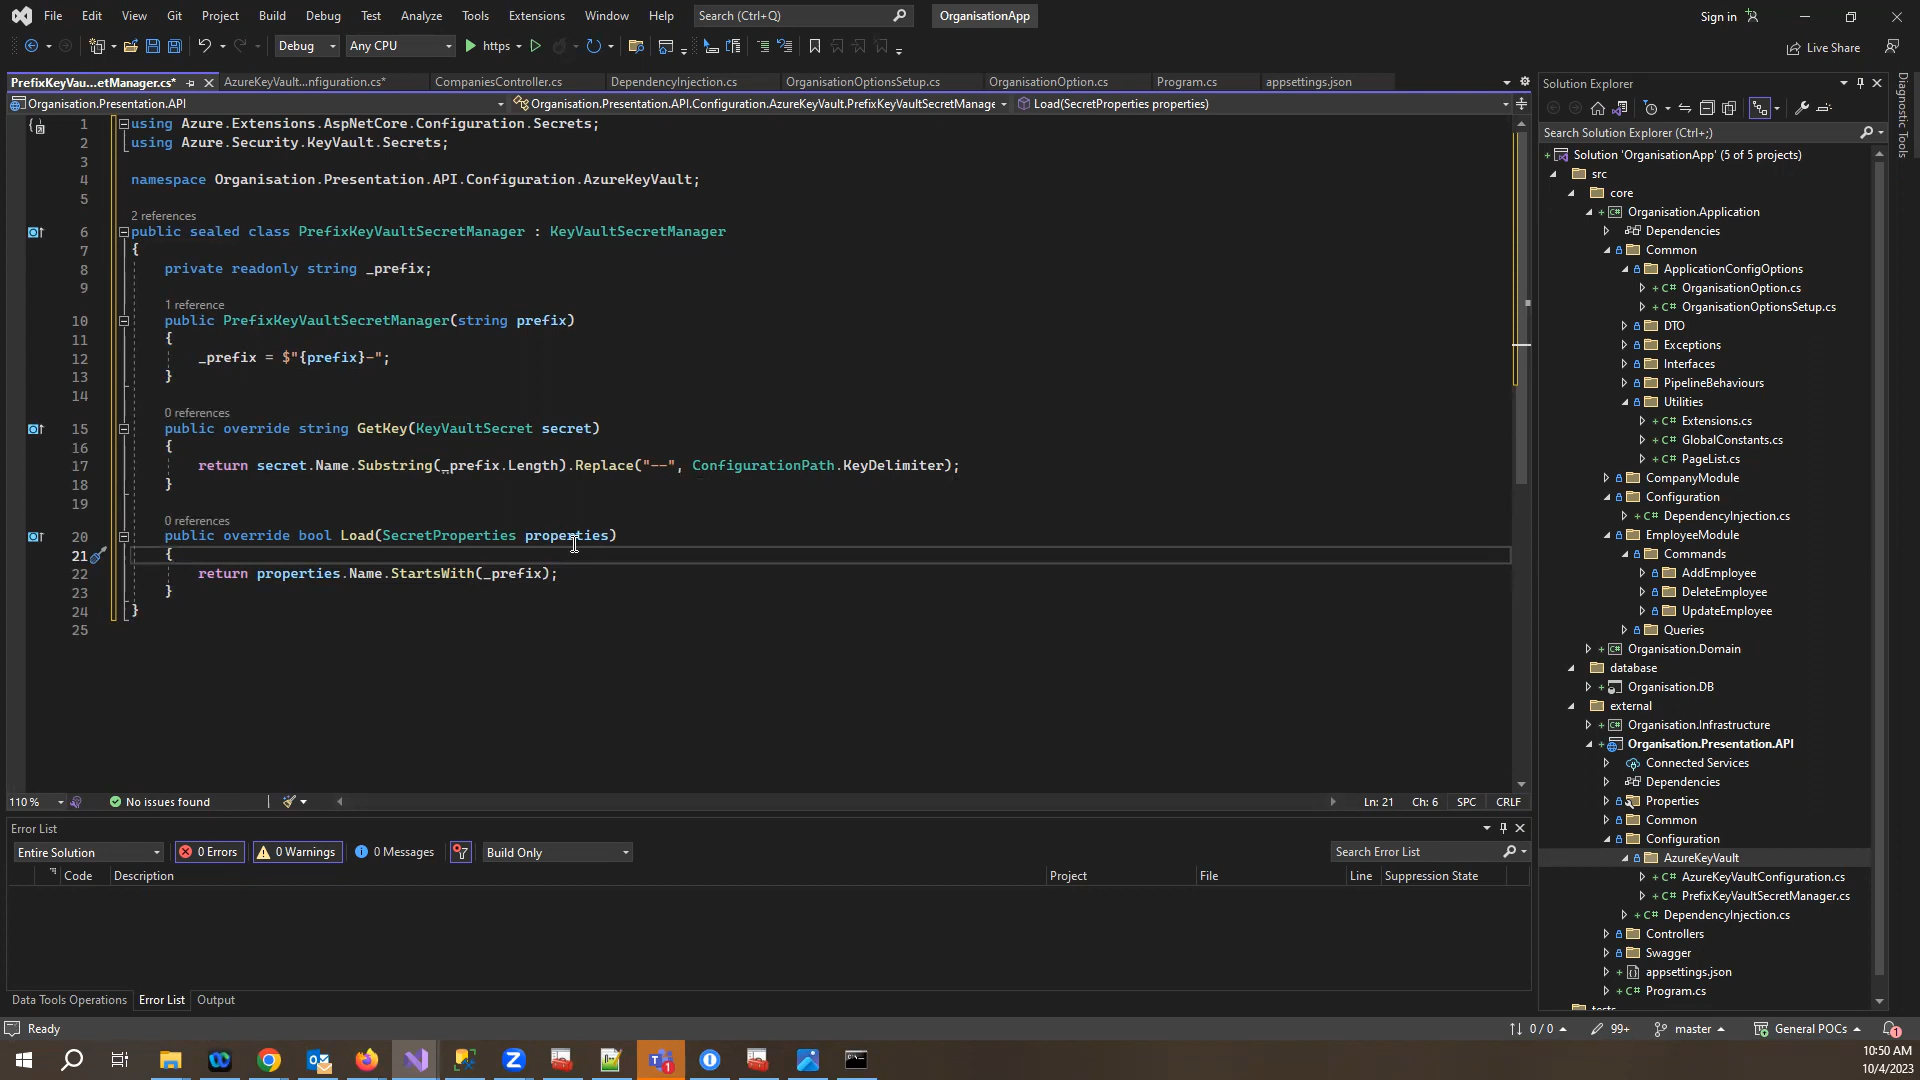 File Edit View Git Project Build Debug Test Analyze Tools Extensions Window Help Search (Ctrl+Q) OrganisationApp Sign in
Debug Any CPU https Live Share
PrefixKeyVau...etManager.cs* AzureKeyVault...nfiguration.cs* CompaniesController.cs DependencyInjection.cs OrganisationOptionsSetup.cs OrganisationOption.cs Program.cs appsettings.json
Organisation.Presentation.API Organisation.Presentation.API.Configuration.AzureKeyVault.PrefixKeyVaultSecretManage Load(SecretProperties properties)
1 using Azure.Extensions.AspNetCore.Configuration.Secrets;
2 using Azure.Security.KeyVault.Secrets;
3
4 namespace Organisation.Presentation.API.Configuration.AzureKeyVault;
5
2 references
6 public sealed class PrefixKeyVaultSecretManager : KeyVaultSecretManager
7 {
8 private readonly string _prefix;
9
1 reference
10 public PrefixKeyVaultSecretManager(string prefix)
11 {
12 _prefix = $"{prefix}-";
13 }
14
0 references
15 public override string GetKey(KeyVaultSecret secret)
16 {
17 return secret.Name.Substring(_prefix.Length).Replace("--", ConfigurationPath.KeyDelimiter);
18 }
19
0 references
20 public override bool Load(SecretProperties properties)
21 {
22 return properties.Name.StartsWith(_prefix);
23 }
24 }
25
110 % No issues found Ln: 21 Ch: 6 SPC CRLF
Error List
Entire Solution 0 Errors 0 Warnings 0 Messages Build Only Search Error List
Code Description Project File Line Suppression State
Data Tools Operations Error List Output
Solution Explorer
Search Solution Explorer (Ctrl+;)
Solution 'OrganisationApp' (5 of 5 projects)
src
core
Organisation.Application
Dependencies
Common
ApplicationConfigOptions
C# OrganisationOption.cs
C# OrganisationOptionsSetup.cs
DTO
Exceptions
Interfaces
PipelineBehaviours
Utilities
C# Extensions.cs
C# GlobalConstants.cs
C# PageList.cs
CompanyModule
Configuration
C# DependencyInjection.cs
EmployeeModule
Commands
AddEmployee
DeleteEmployee
UpdateEmployee
Queries
Organisation.Domain
database
Organisation.DB
external
Organisation.Infrastructure
Organisation.Presentation.API
Connected Services
Dependencies
Properties
Common
Configuration
AzureKeyVault
C# AzureKeyVaultConfiguration.cs
C# PrefixKeyVaultSecretManager.cs
C# DependencyInjection.cs
Controllers
Swagger
appsettings.json
C# Program.cs
tests
Diagnostic Tools
Ready 0 / 0 99+ master General POCs 1
10:50 AM
10/4/2023